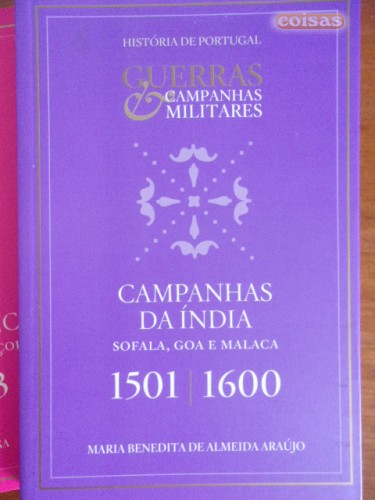 coisas
HISTÓRIA DE PORTUGAL
GUERRAS
& CAMPANHAS
MILITARES
CAMPANHAS
DA ÍNDIA
SOFALA, GOA E MALACA
1501 | 1600
MARIA BENEDITA DE ALMEIDA ARAÚJO